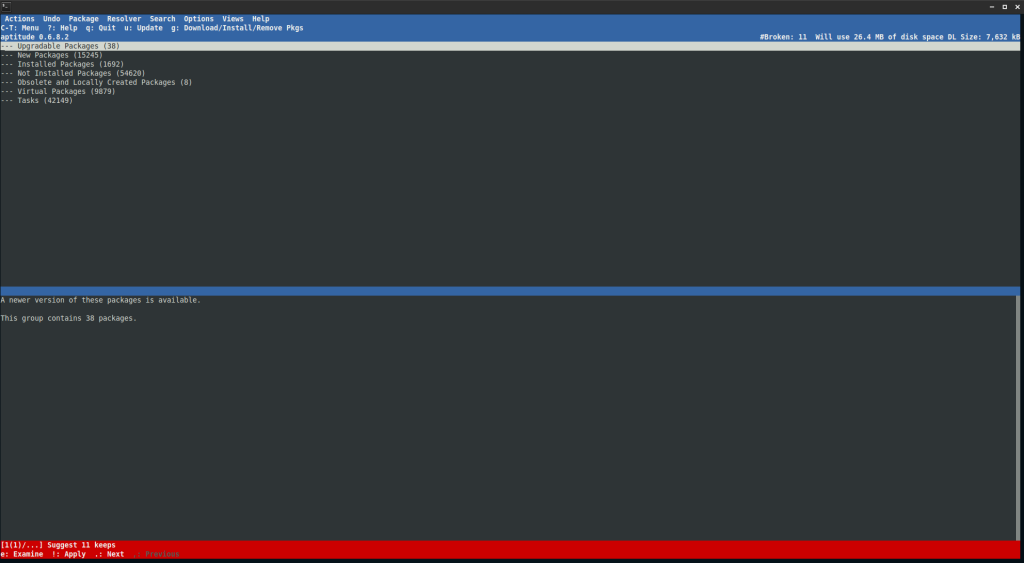 Actions Undo Package Resolver Search Options Views Help
C-T: Menu ?: Help q: Quit u: Update g: Download/Install/Remove Pkgs
aptitude 0.6.8.2 #Broken: 11 Will use 26.4 MB of disk space DL Size: 7,632 kB
--- Upgradable Packages (38)
--- New Packages (15245)
--- Installed Packages (1692)
--- Not Installed Packages (54620)
--- Obsolete and Locally Created Packages (8)
--- Virtual Packages (9879)
--- Tasks (42149)
A newer version of these packages is available.
This group contains 38 packages.
[1(1)/...] Suggest 11 keeps
e: Examine !: Apply .: Next ,: Previous